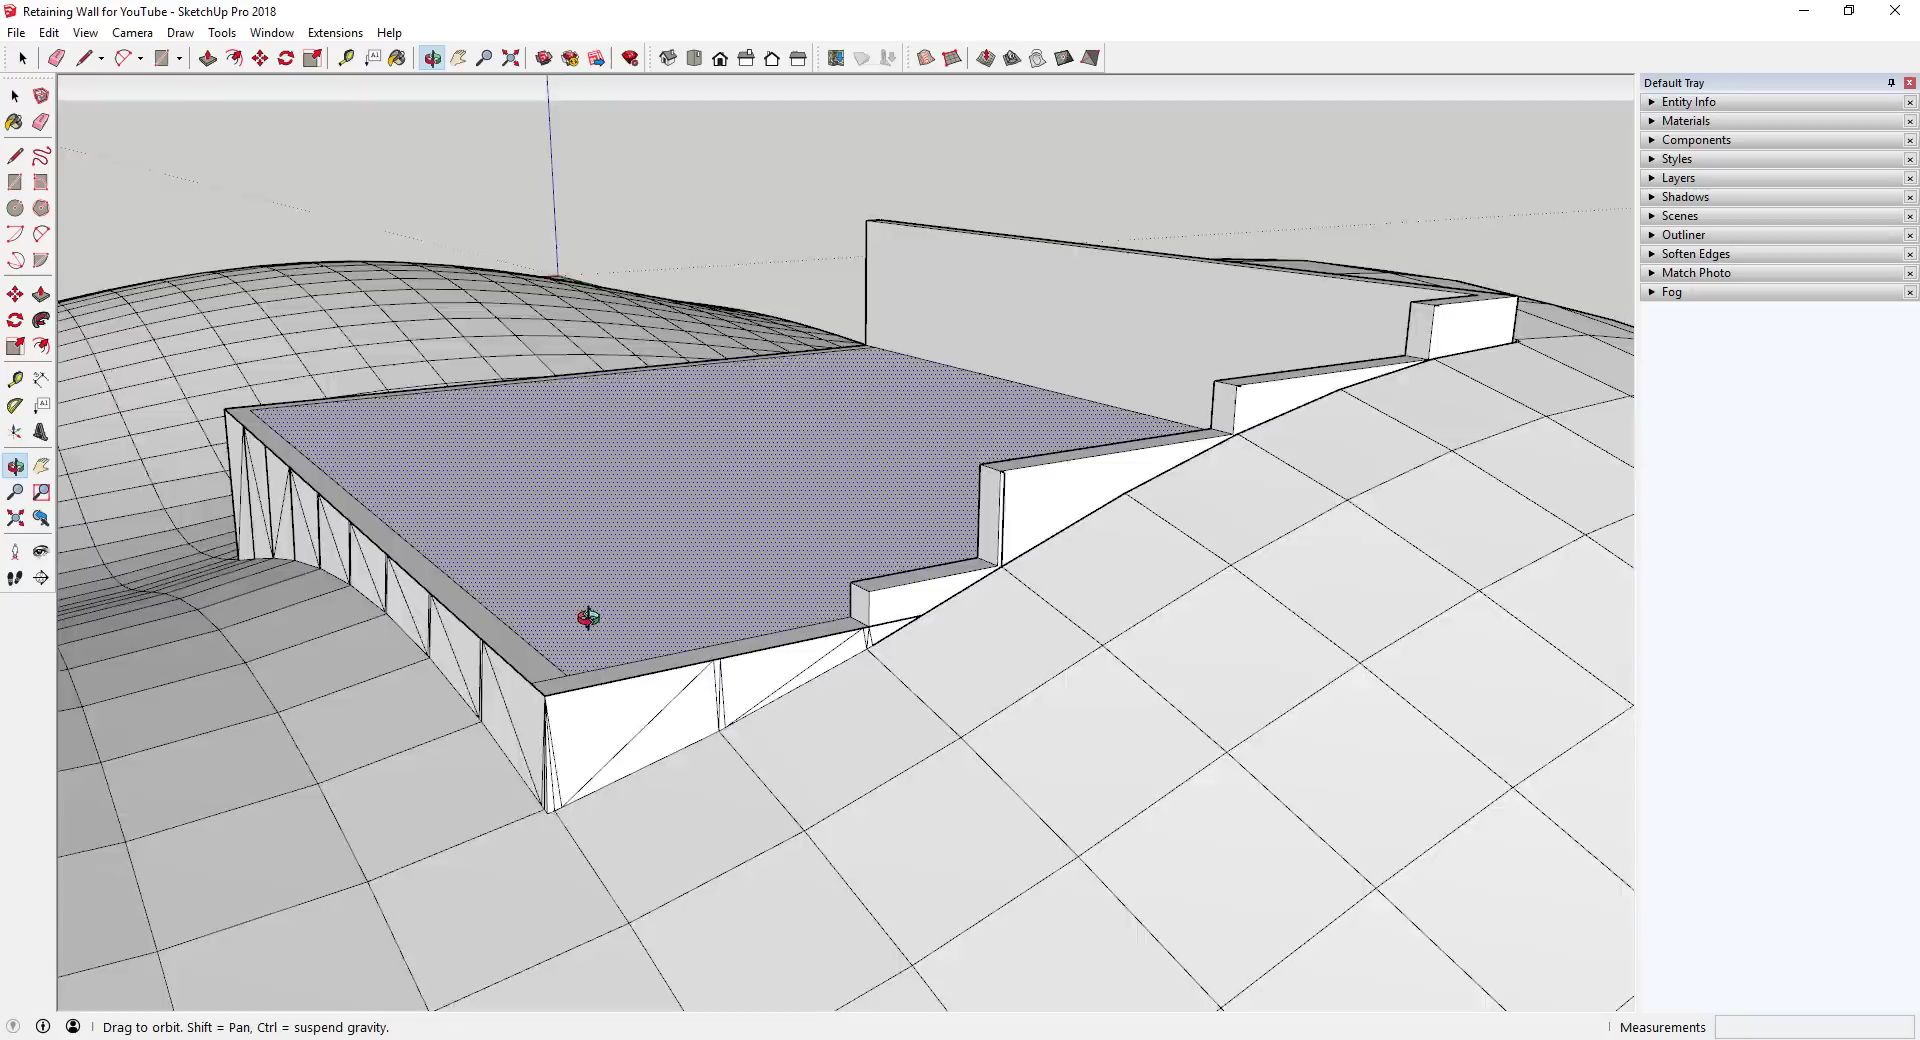 Retaining Wall for YouTube - SketchUp Pro 2018
File Edit View Camera Draw Tools Window Extensions Help
Default Tray
Entity Info
Materials
Components
Styles
Layers
Shadows
Scenes
Outliner
Soften Edges
Match Photo
Fog
Drag to orbit. Shift = Pan, Ctrl = suspend gravity.
Measurements